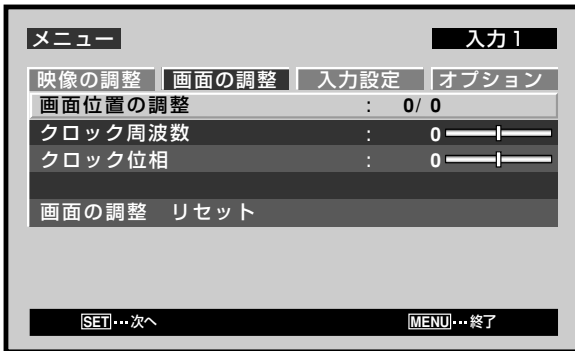 メニュー 入力1
映像の調整 画面の調整 入力設定 オプション
画面位置の調整 : 0/ 0
クロック周波数 : 0
クロック位相 : 0
画面の調整 リセット
SET…次へ MENU…終了